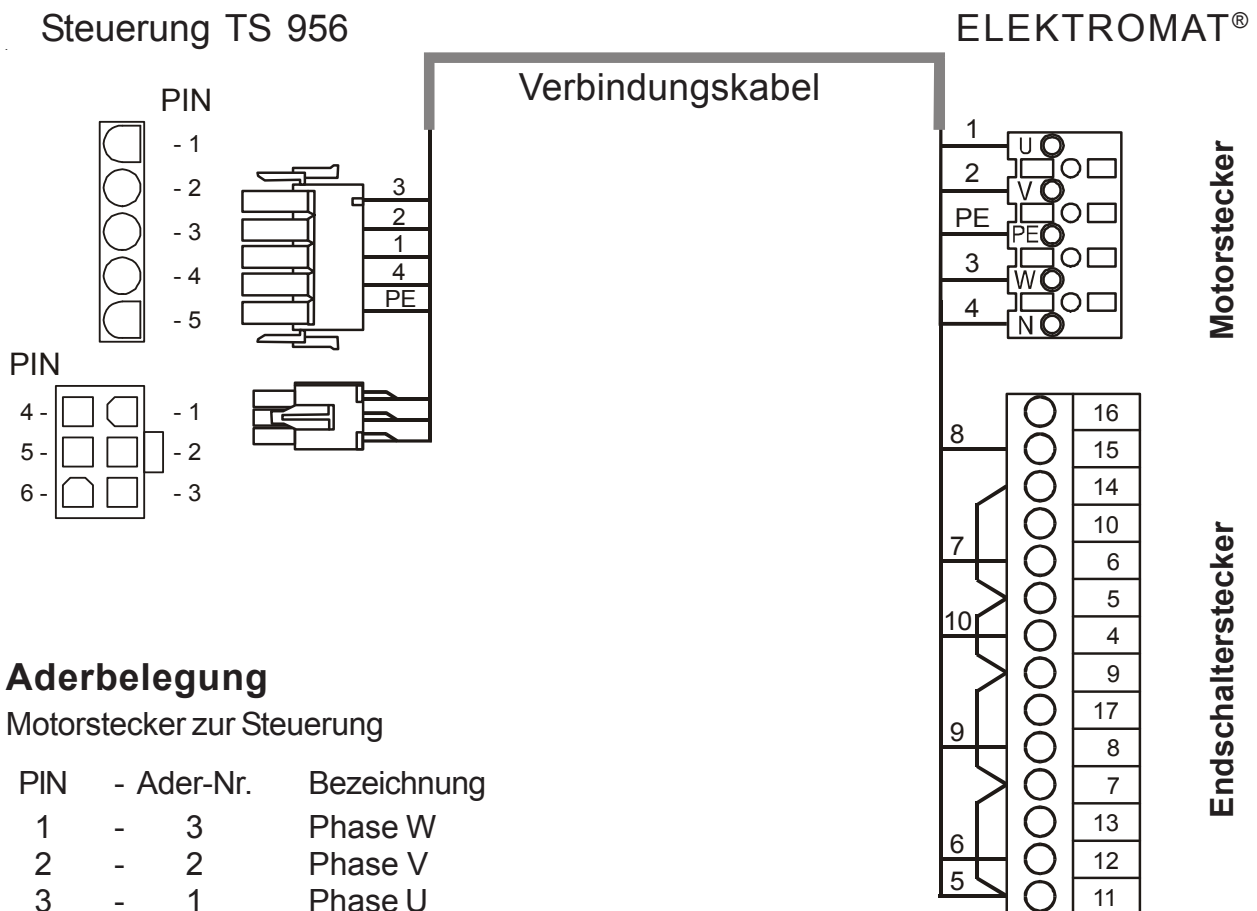 Steuerung TS 956
ELEKTROMAT®
Verbindungskabel
PIN
- 1
- 2
- 3
- 4
- 5
3
2
1
4
PE
PIN
4 -
5 -
6 -
- 1
- 2
- 3
1
2
PE
3
4
U
V
PE
W
N
Motorstecker
8
7
10
9
6
5
16
15
14
10
6
5
4
9
17
8
7
13
12
11
Endschalterstecker
Aderbelegung
Motorstecker zur Steuerung
PIN - Ader-Nr. Bezeichnung
1 - 3 Phase W
2 - 2 Phase V
3 - 1 Phase U